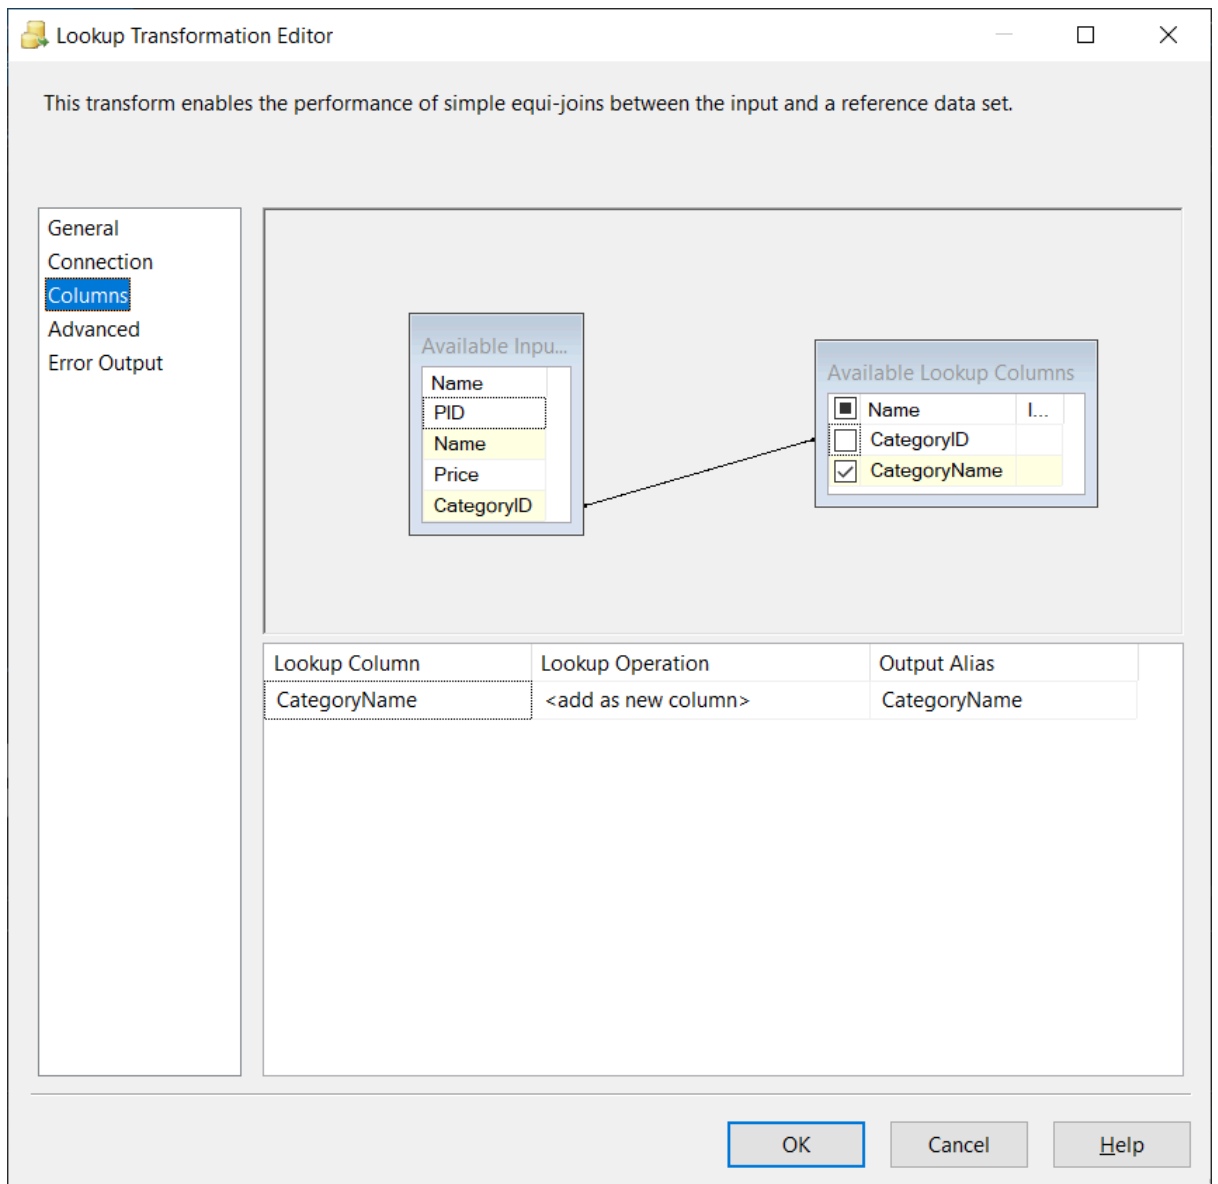 Lookup Transformation Editor
This transform enables the performance of simple equi-joins between the input and a reference data set.
General
Connection
Columns
Advanced
Error Output
Available Inpu...
Name
PID
Name
Price
CategoryID
Available Lookup Columns
Name I...
CategoryID
CategoryName
Lookup Column Lookup Operation Output Alias
CategoryName <add as new column> CategoryName
OK Cancel Help